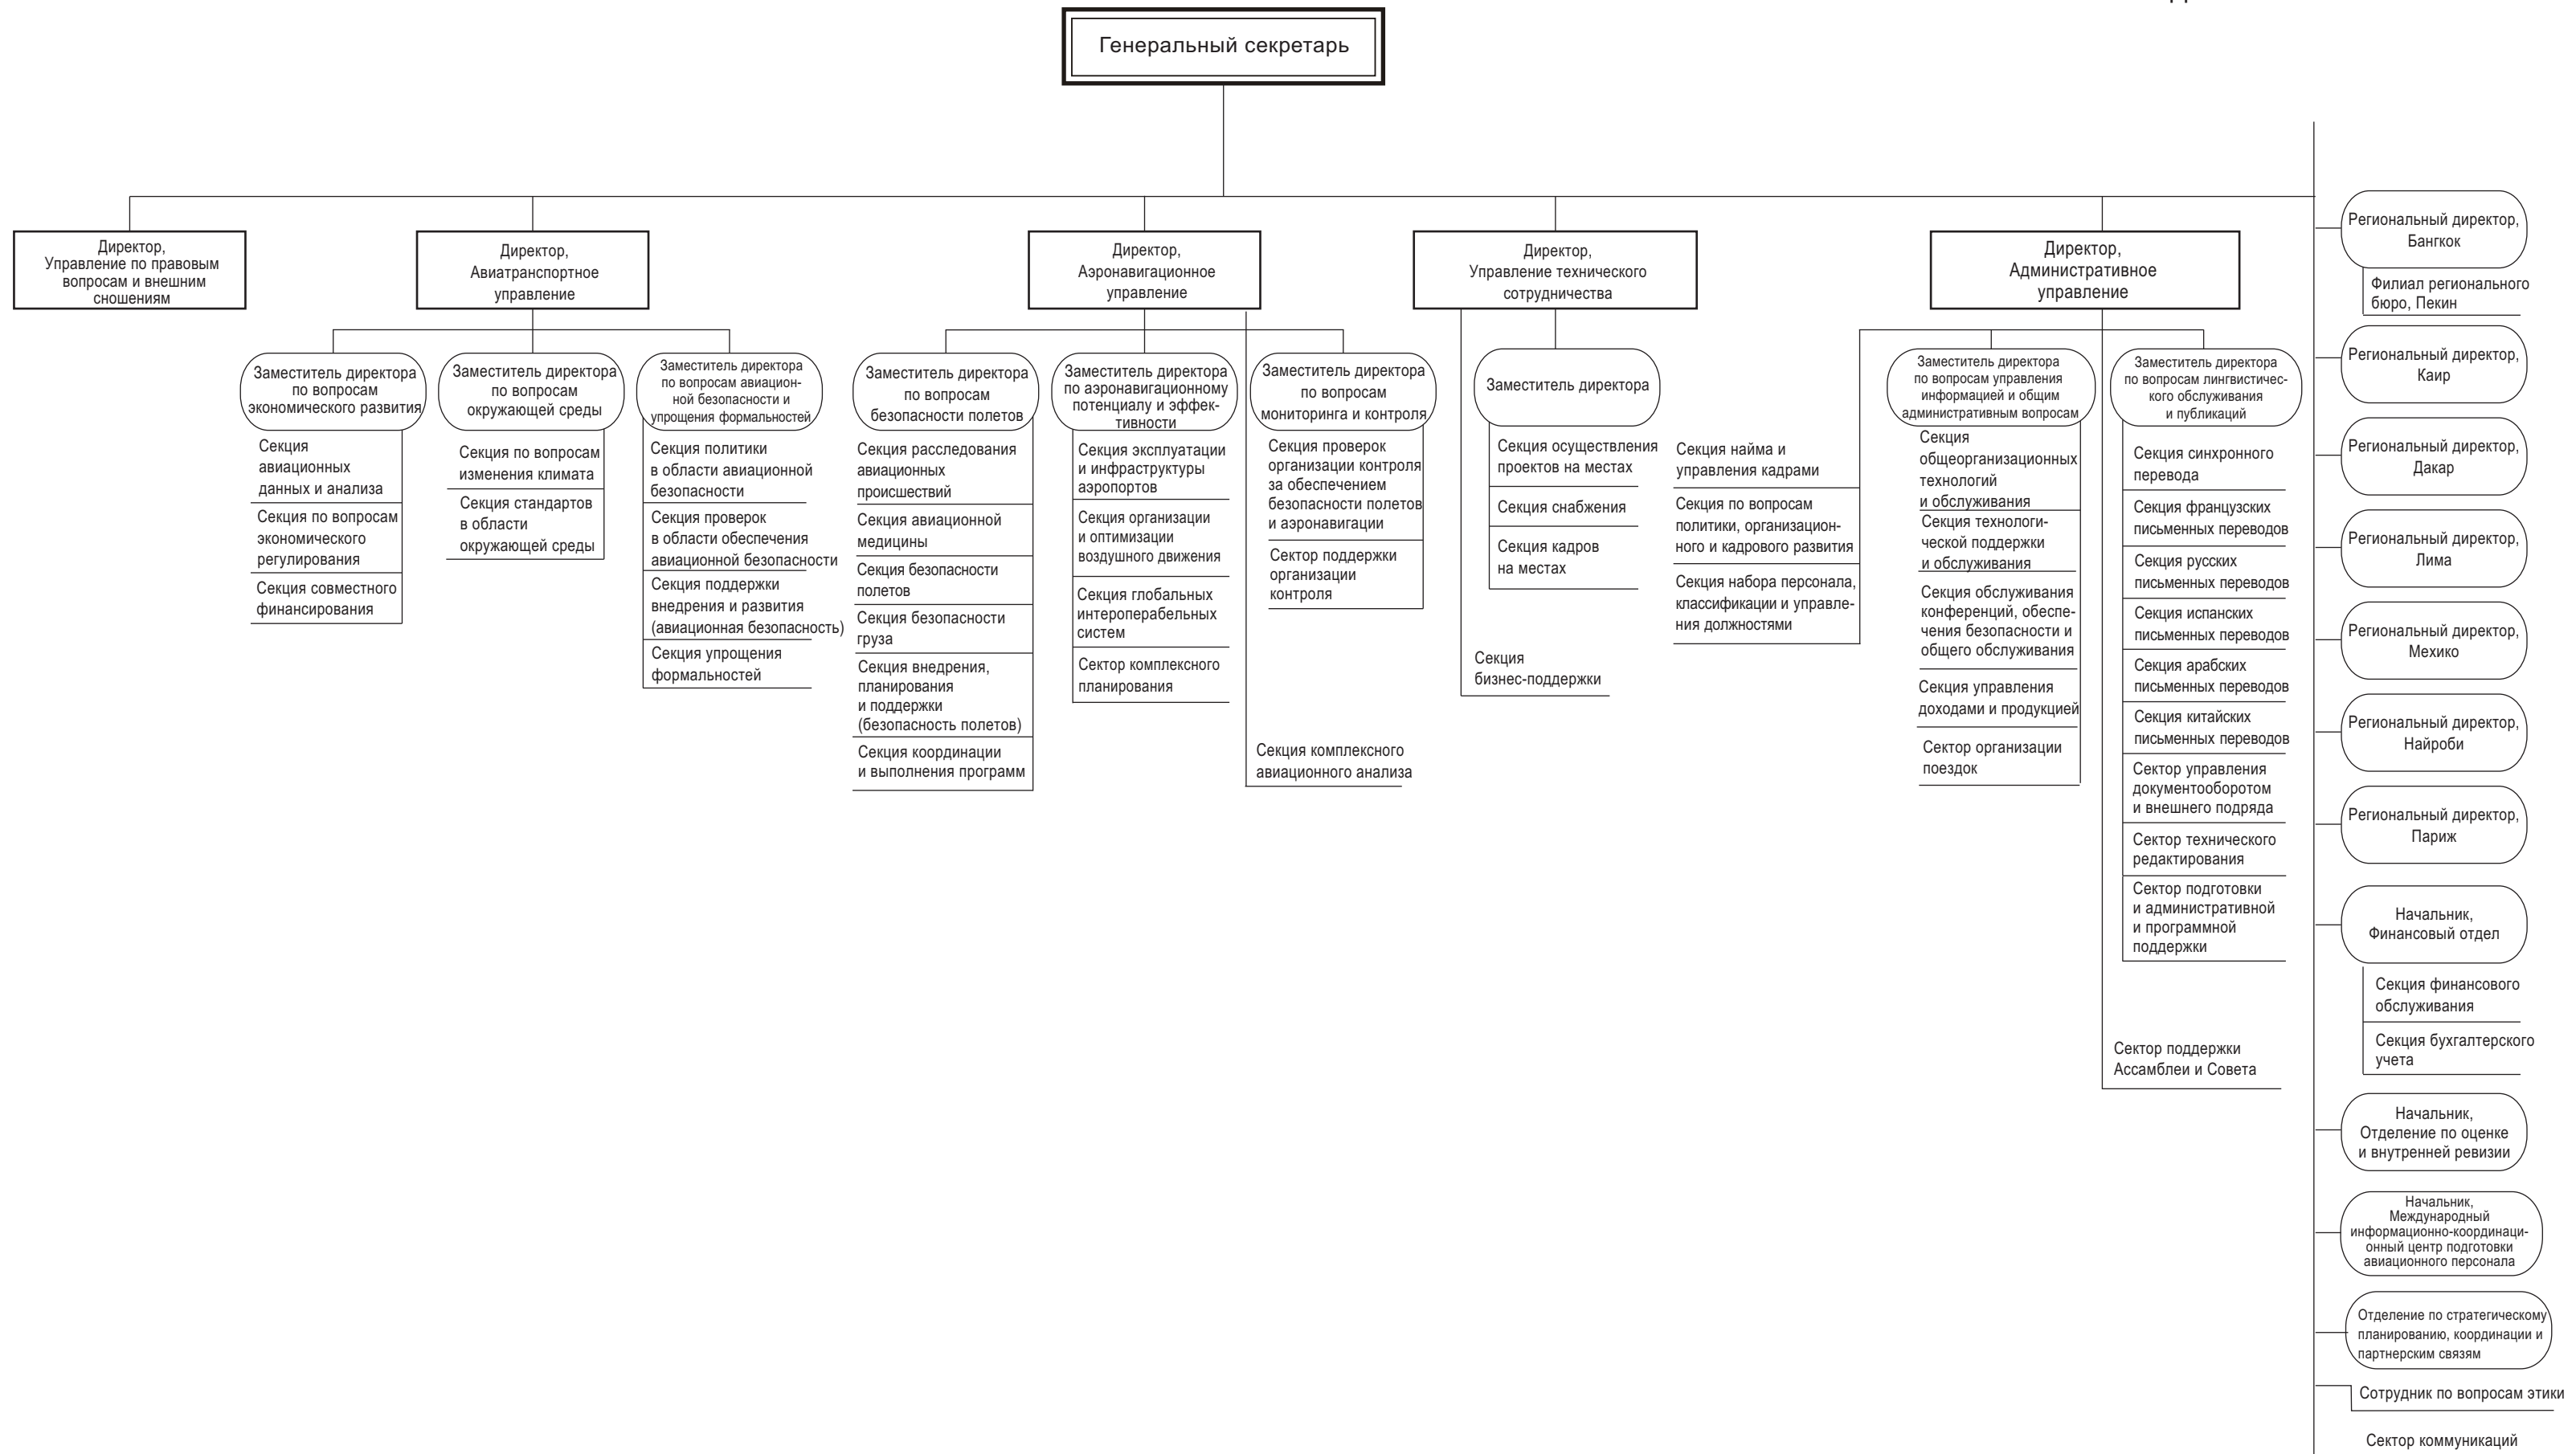 Генеральный секретарь
Директор,
Управление по правовым
вопросам и внешним
сношениям
Директор,
Авиатранспортное
управление
Заместитель директора
по вопросам
экономического развития
Секция
авиационных
данных и анализа
Секция по вопросам
экономического
регулирования
Секция совместного
финансирования
Заместитель директора
по вопросам
окружающей среды
Секция по вопросам
изменения климата
Секция стандартов
в области
окружающей среды
Заместитель директора
по вопросам авиацион-
ной безопасности и
упрощения формальностей
Секция политики
в области авиационной
безопасности
Секция проверок
в области обеспечения
авиационной безопасности
Секция поддержки
внедрения и развития
(авиационная безопасность)
Секция упрощения
формальностей
Директор,
Аэронавигационное
управление
Заместитель директора
по вопросам
безопасности полетов
Секция расследования
авиационных
происшествий
Секция авиационной
медицины
Секция безопасности
полетов
Секция безопасности
груза
Секция внедрения,
планирования
и поддержки
(безопасность полетов)
Секция координации
и выполнения программ
Заместитель директора
по аэронавигационному
потенциалу и эффек-
тивности
Секция эксплуатации
и инфраструктуры
аэропортов
Секция организации
и оптимизации
воздушного движения
Секция глобальных
интероперабельных
систем
Сектор комплексного
планирования
Заместитель директора
по вопросам
мониторинга и контроля
Секция проверок
организации контроля
за обеспечением
безопасности полетов
и аэронавигации
Сектор поддержки
организации
контроля
Секция комплексного
авиационного анализа
Директор,
Управление технического
сотрудничества
Заместитель директора
Секция осуществления
проектов на местах
Секция снабжения
Секция кадров
на местах
Секция
бизнес-поддержки
Директор,
Административное
управление
Секция найма и
управления кадрами
Секция по вопросам
политики, организацион-
ного и кадрового развития
Секция набора персонала,
классификации и управле-
ния должностями
Заместитель директора
по вопросам управления
информацией и общим
административным вопросам
Секция
общеорганизационных
технологий
и обслуживания
Секция технологи-
ческой поддержки
и обслуживания
Секция обслуживания
конференций, обеспе-
чения безопасности и
общего обслуживания
Секция управления
доходами и продукцией
Сектор организации
поездок
Заместитель директора
по вопросам лингвистичес-
кого обслуживания
и публикаций
Секция синхронного
перевода
Секция французских
письменных переводов
Секция русских
письменных переводов
Секция испанских
письменных переводов
Секция арабских
письменных переводов
Секция китайских
письменных переводов
Сектор управления
документооборотом
и внешнего подряда
Сектор технического
редактирования
Сектор подготовки
и административной
и программной
поддержки
Сектор поддержки
Ассамблеи и Совета
Региональный директор,
Бангкок
Филиал регионального
бюро, Пекин
Региональный директор,
Каир
Региональный директор,
Дакар
Региональный директор,
Лима
Региональный директор,
Мехико
Региональный директор,
Найроби
Региональный директор,
Париж
Начальник,
Финансовый отдел
Секция финансового
обслуживания
Секция бухгалтерского
учета
Начальник,
Отделение по оценке
и внутренней ревизии
Начальник,
Международный
информационно-координаци-
онный центр подготовки
авиационного персонала
Отделение по стратегическому
планированию, координации и
партнерским связям
Сотрудник по вопросам этики
Сектор коммуникаций